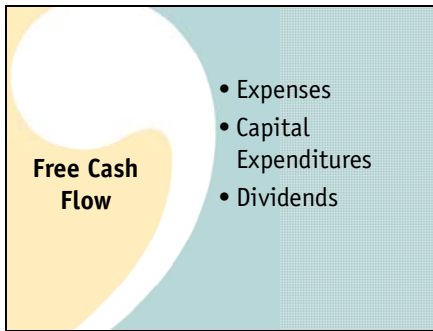 Free Cash
Flow
• Expenses
• Capital
Expenditures
• Dividends